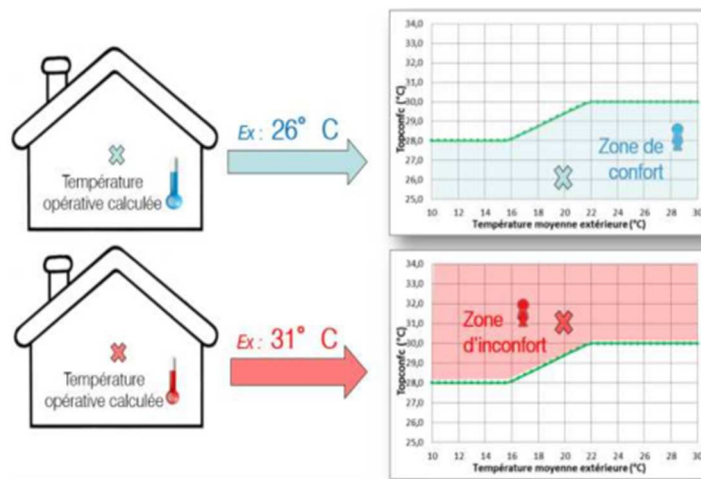 Température
opérative calculée
Ex : 26° C
34,0
33,0
32,0
31,0
30,0
29,0
28,0
27,0
26,0
25,0
Topconfc (°C)
Zone de
confort
10 12 14 16 18 20 22 24 26 28 30
Température moyenne extérieure (°C)
Température
opérative calculée
Ex : 31° C
34,0
33,0
32,0
31,0
30,0
29,0
28,0
27,0
26,0
25,0
Topconfc (°C)
Zone
d'inconfort
10 12 14 16 18 20 22 24 26 28 30
Température moyenne extérieure (°C)